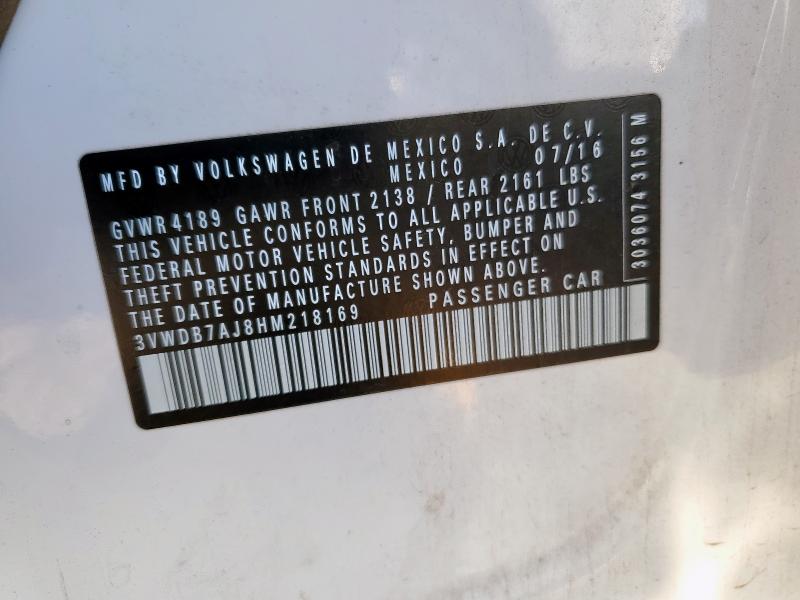 MFD BY VOLKSWAGEN DE MEXICO S.A. DE C.V.
MEXICO 07/16
GVWR 4189 GAWR FRONT 2138 / REAR 2161 LBS
THIS VEHICLE CONFORMS TO ALL APPLICABLE U.S.
FEDERAL MOTOR VEHICLE SAFETY, BUMPER AND
THEFT PREVENTION STANDARDS IN EFFECT ON
THE DATE OF MANUFACTURE SHOWN ABOVE.
3VWDB7AJ8HM218169 PASSENGER CAR
3036074 3156 M